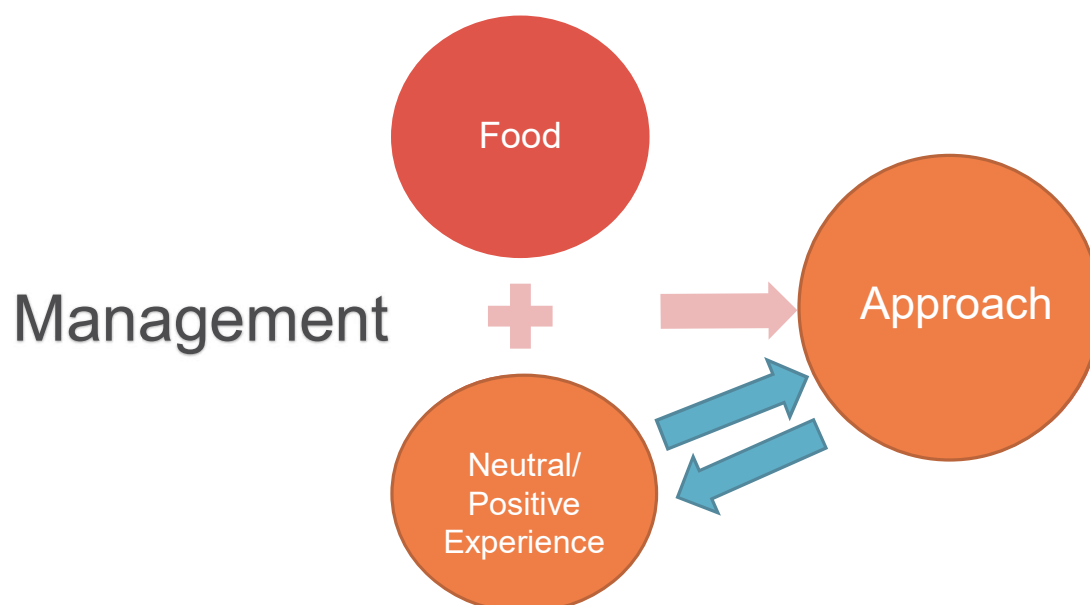 Food
Management
Approach
Neutral/
Positive
Experience